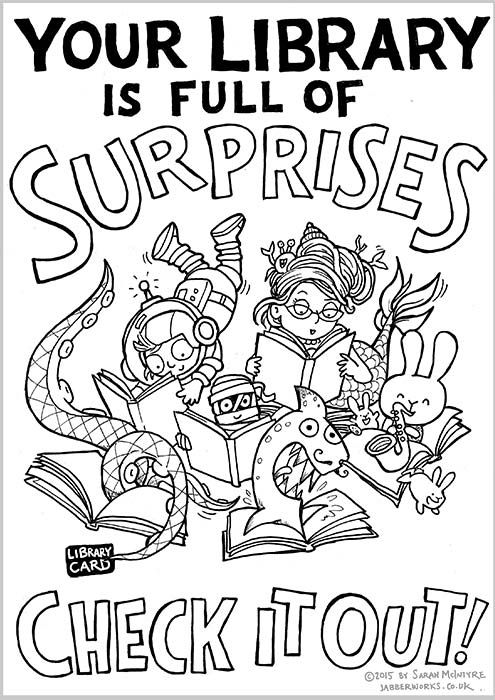 YOUR LIBRARY
IS FULL OF
SURPRISES
LIBRARY
CARD
CHECK IT OUT!
©2015 BY SARAH MCINTYRE
JABBERWORKS.CO.UK